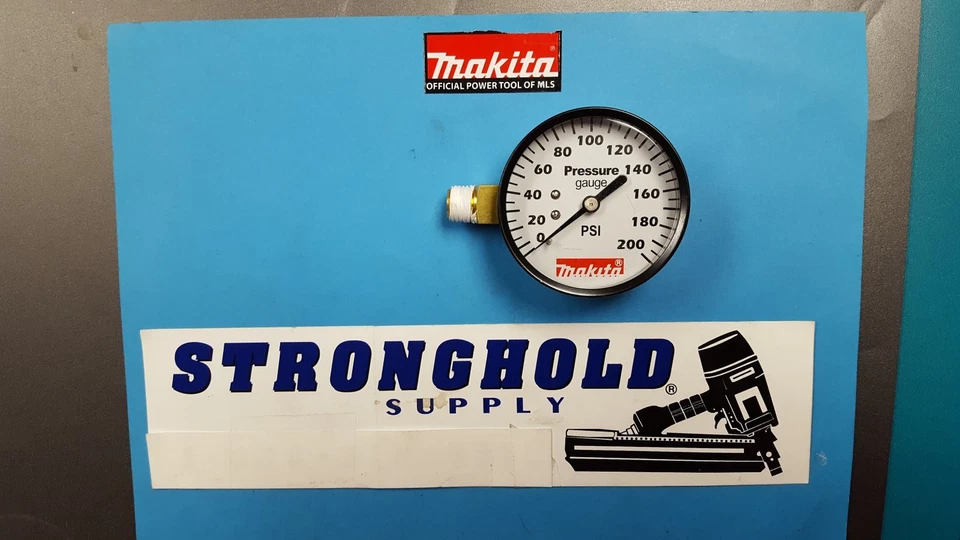 Makita®
OFFICIAL POWER TOOL OF MLS
100
80 120
60 Pressure 140
gauge
40 160
20 180
0 PSI 200
Makita®
STRONGHOLD®
SUPPLY